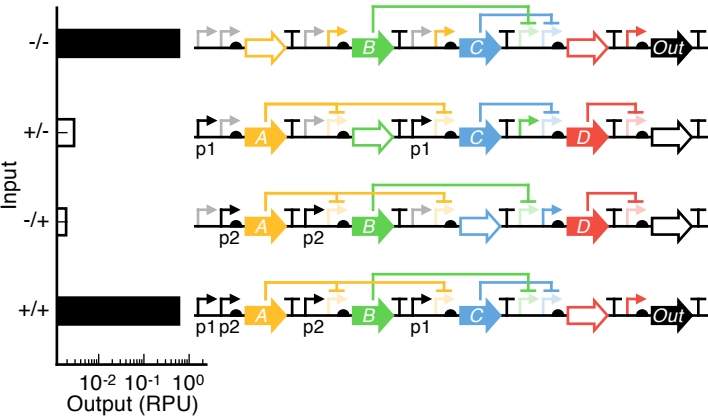 Input
-/-
B
C
Out
+/-
A
C
D
p1
p1
-/+
A
B
D
p2
p2
+/+
A
B
C
Out
p1 p2
p2
p1
10-2 10-1 100
Output (RPU)